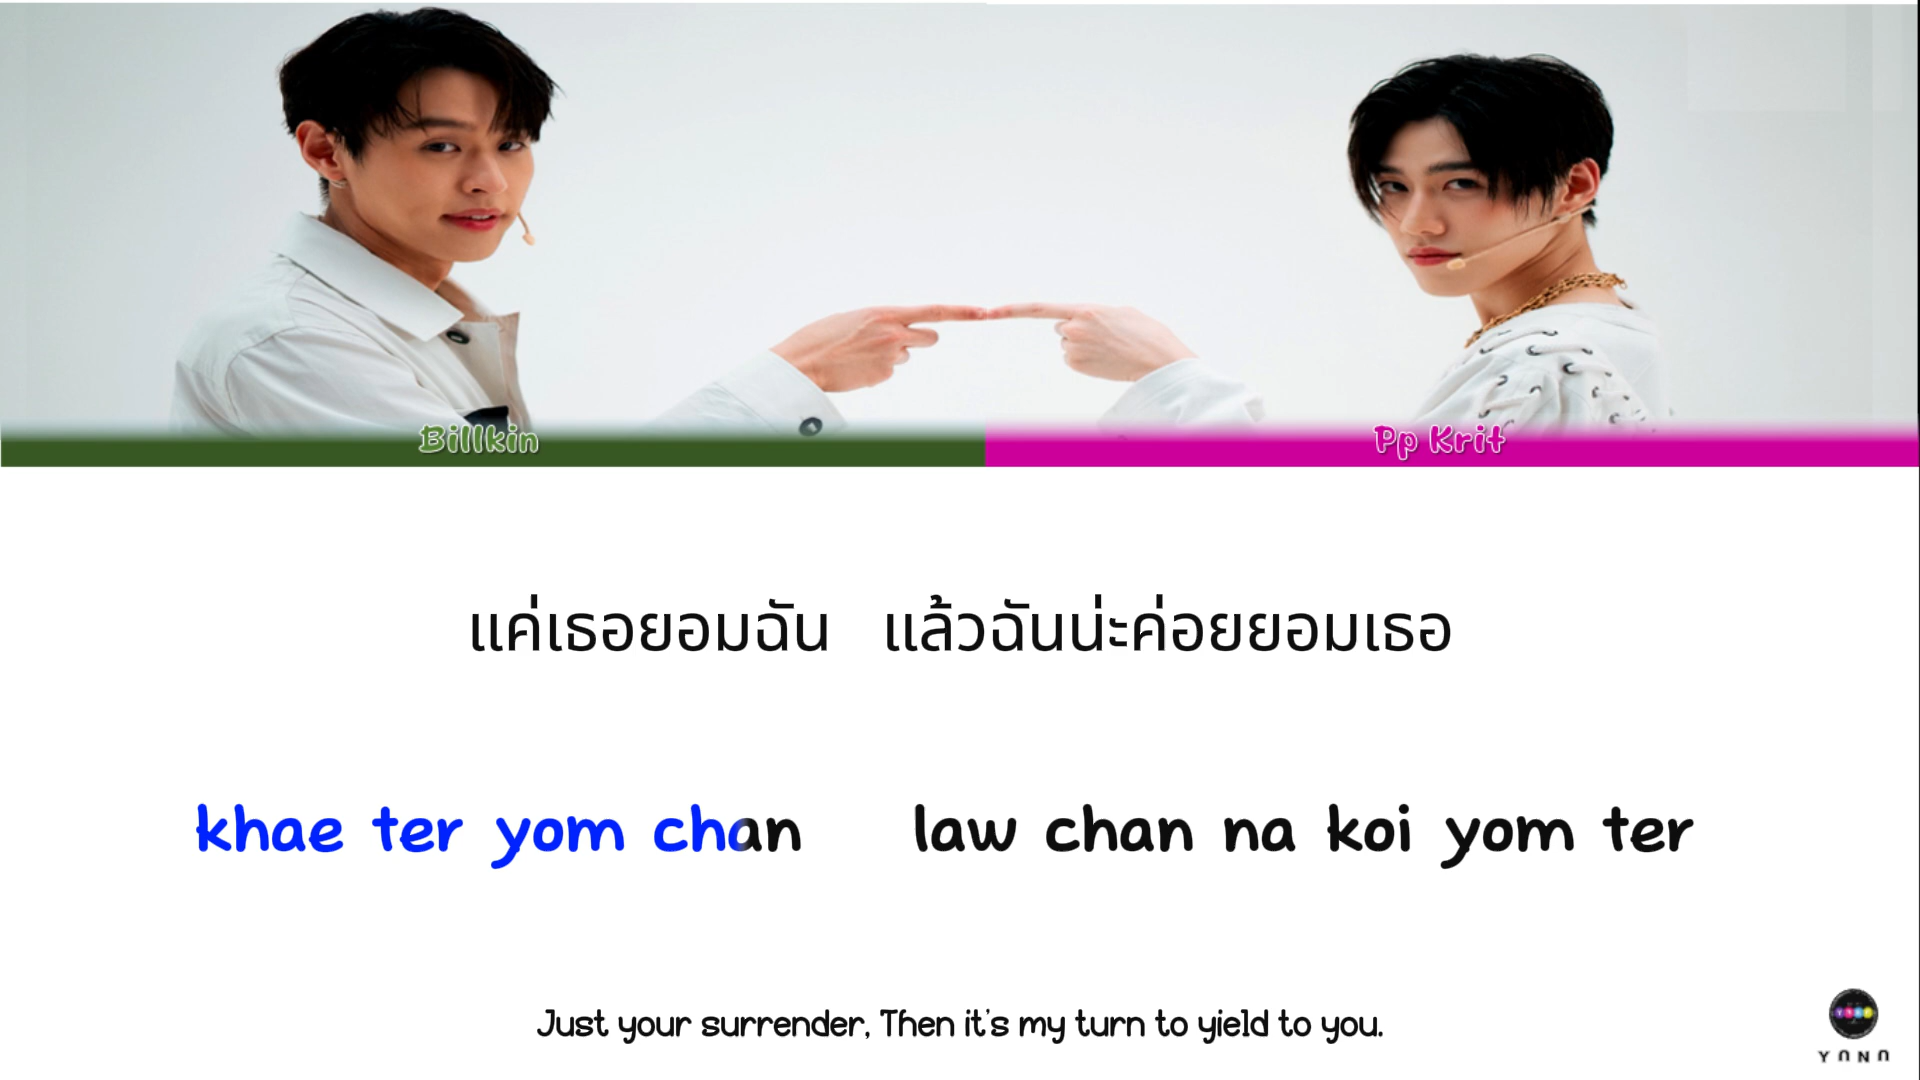 Billkin
Pp Krit
แค่เธอยอมฉัน แล้วฉันน่ะค่อยยอมเธอ
khae ter yom chan law chan na koi yom ter
Just your surrender, Then it's my turn to yield to you.